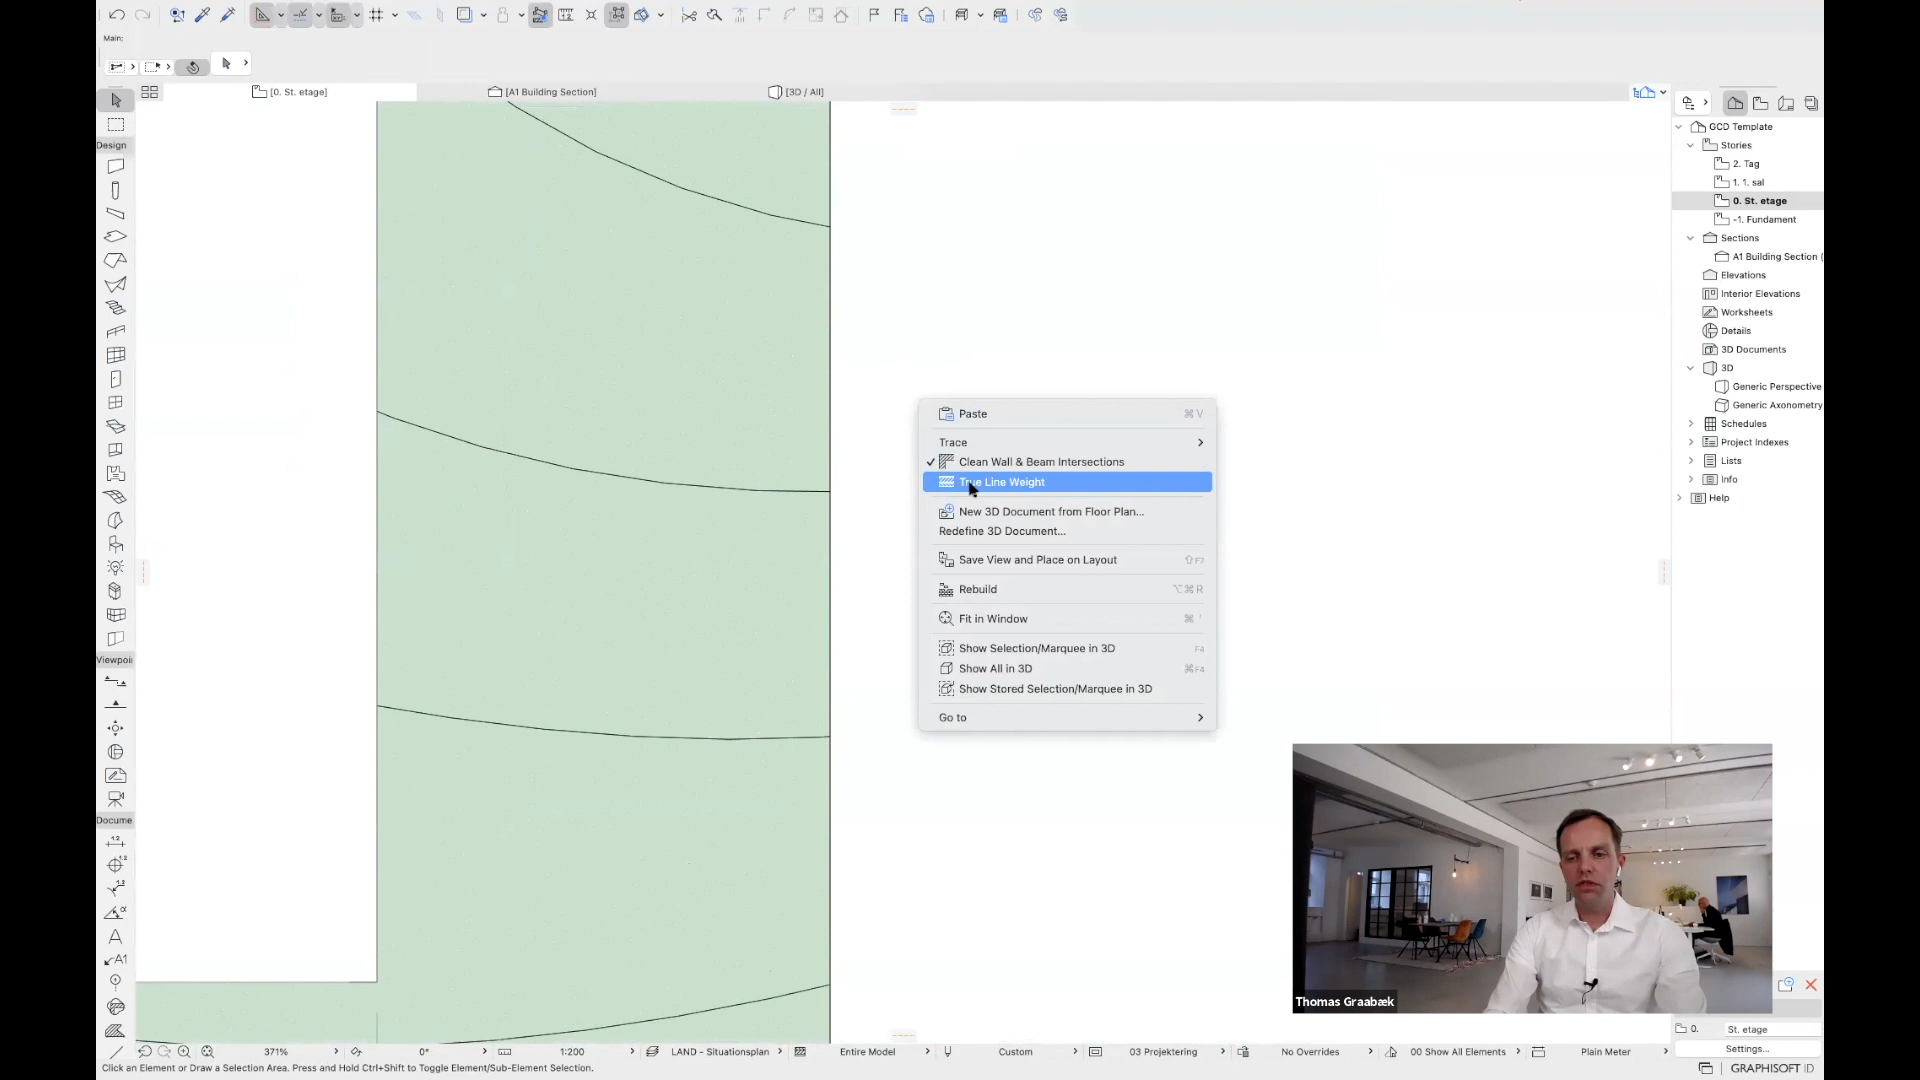 Main:
[0. St. etage]
[A1 Building Section]
[3D / All]
Design
Viewpoi
Docume
GCD Template
Stories
2. Tag
1. 1. sal
0. St. etage
-1. Fundament
Sections
A1 Building Section (
Elevations
Interior Elevations
Worksheets
Details
3D Documents
3D
Generic Perspective
Generic Axonometry
Schedules
Project Indexes
Lists
Info
Help
Paste ⌘V
Trace
Clean Wall & Beam Intersections
True Line Weight
New 3D Document from Floor Plan...
Redefine 3D Document...
Save View and Place on Layout ⇧F7
Rebuild ⌥⌘R
Fit in Window ⌘'
Show Selection/Marquee in 3D F4
Show All in 3D ⌘F4
Show Stored Selection/Marquee in 3D
Go to
Thomas Graabæk
0. St. etage
Settings...
371% 0° 1:200 LAND - Situationsplan Entire Model Custom 03 Projektering No Overrides 00 Show All Elements Plain Meter
Click an Element or Draw a Selection Area. Press and Hold Ctrl+Shift to Toggle Element/Sub-Element Selection.
GRAPHISOFT ID